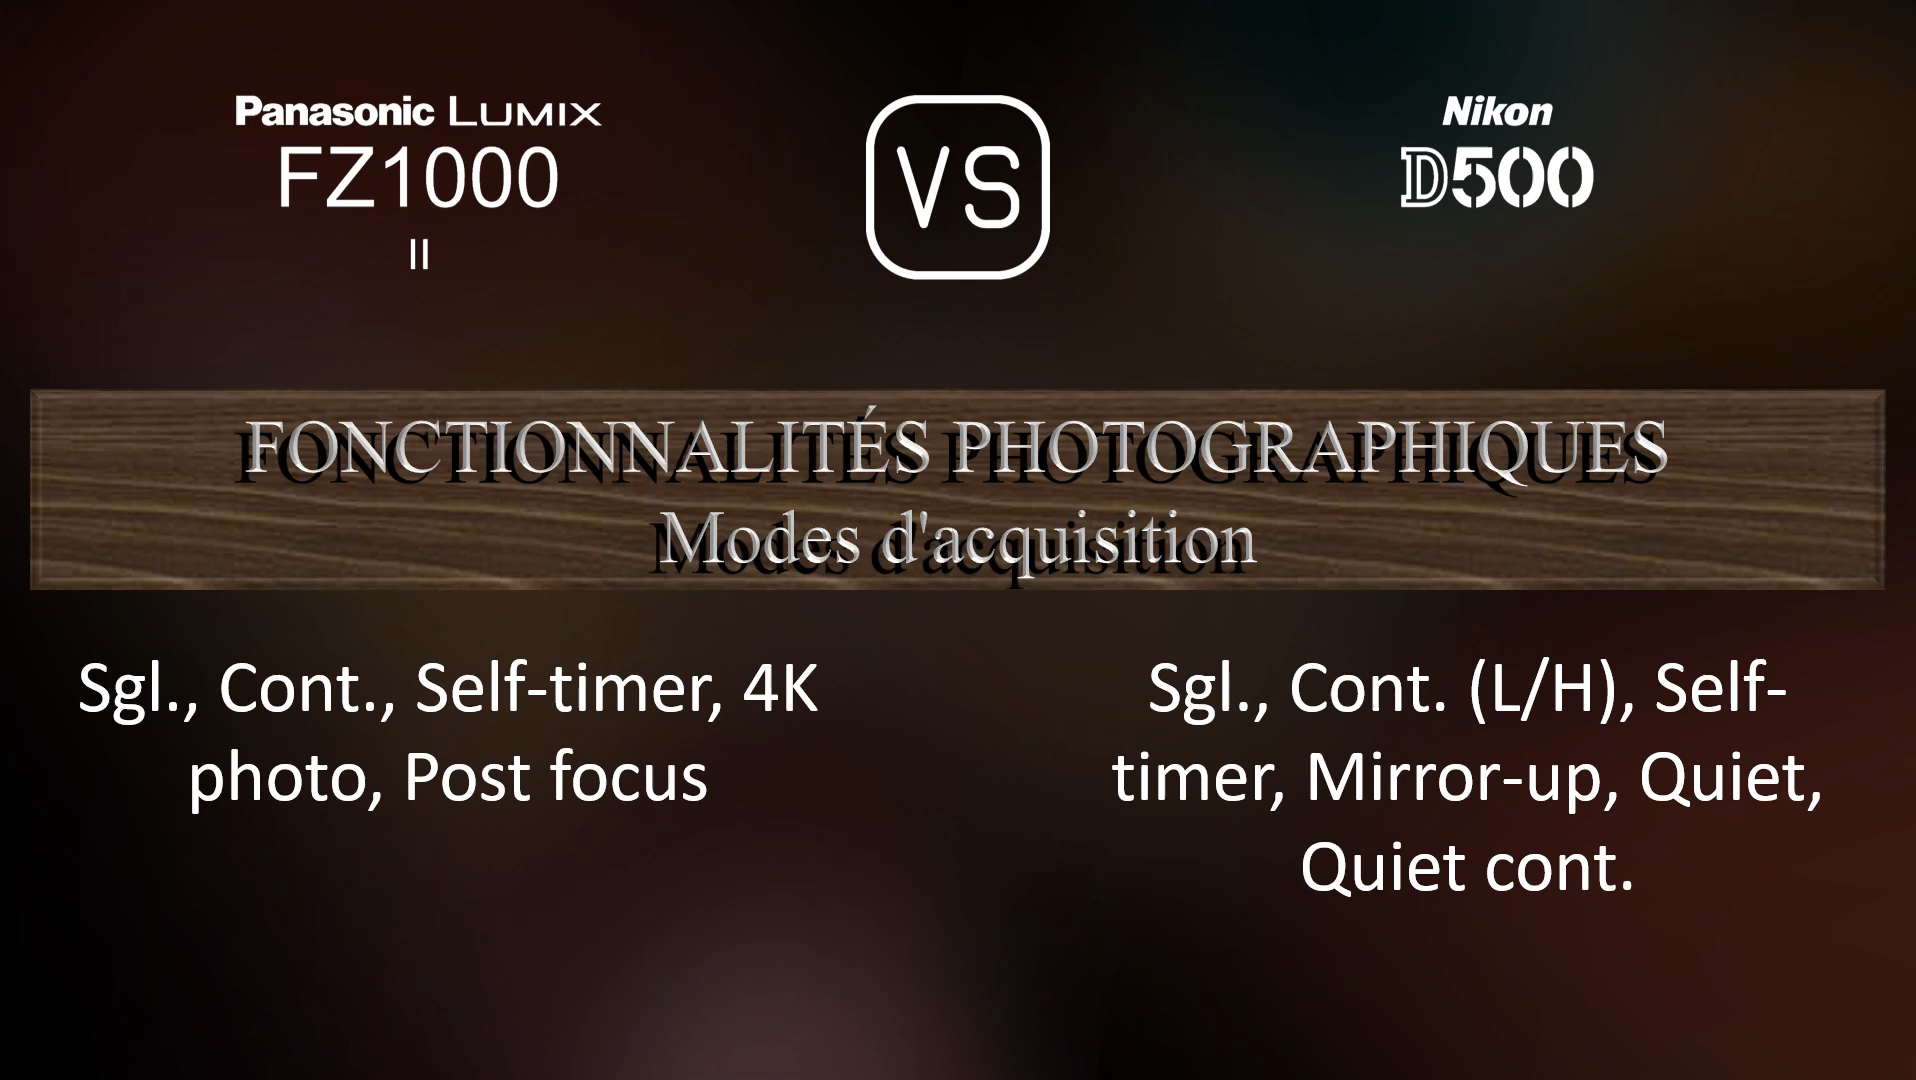 Panasonic LUMIX
FZ1000
II
VS
Nikon
D500
FONCTIONNALITÉS PHOTOGRAPHIQUES
Modes d'acquisition
Sgl., Cont., Self-timer, 4K
photo, Post focus
Sgl., Cont. (L/H), Self-
timer, Mirror-up, Quiet,
Quiet cont.